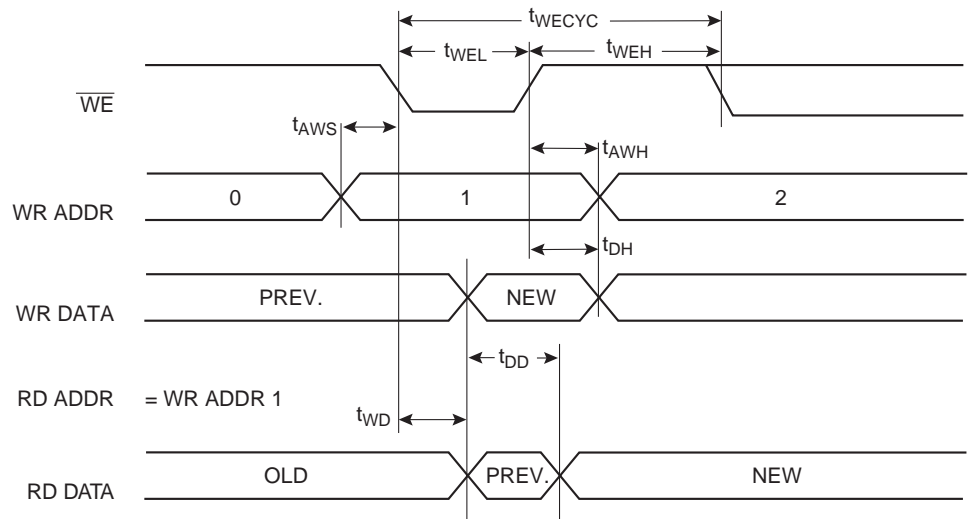 tWECYC
tWEL tWEH
WE
tAWS tAWH
WR ADDR 0 1 2
tDH
WR DATA PREV. NEW
tDD
RD ADDR = WR ADDR 1
tWD
RD DATA OLD PREV. NEW